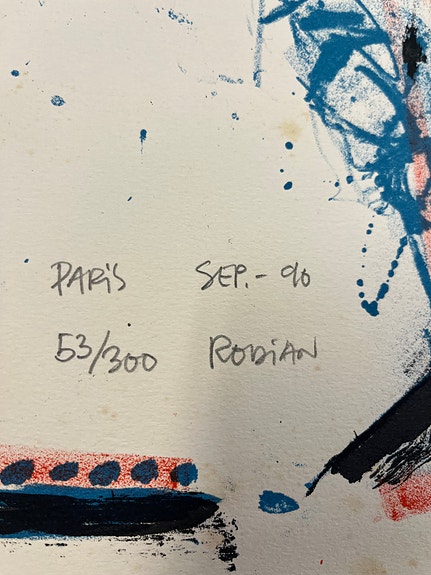 PARiS SEP.- 90
53/300 RODiAN